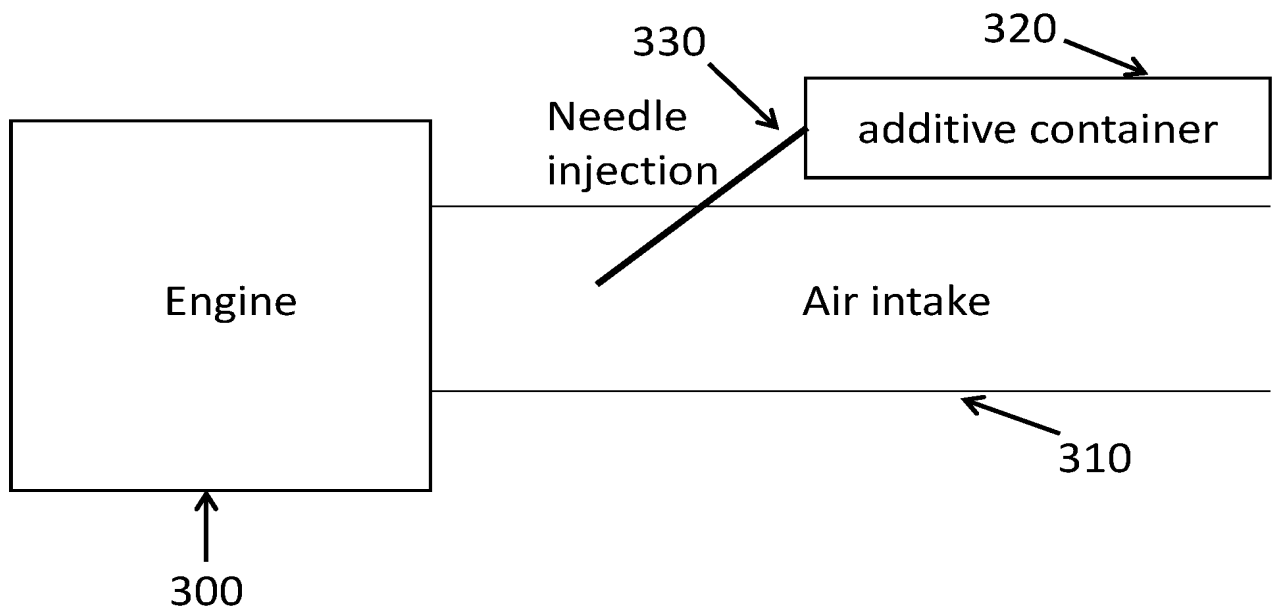 320
330
additive container
Needle
injection
Engine
Air intake
310
300